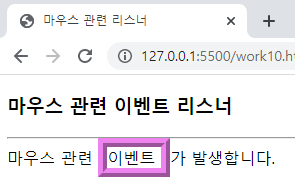 마우스 관련 리스너
127.0.0.1:5500/work10.h
마우스 관련 이벤트 리스너
마우스 관련 이벤트 가 발생합니다.